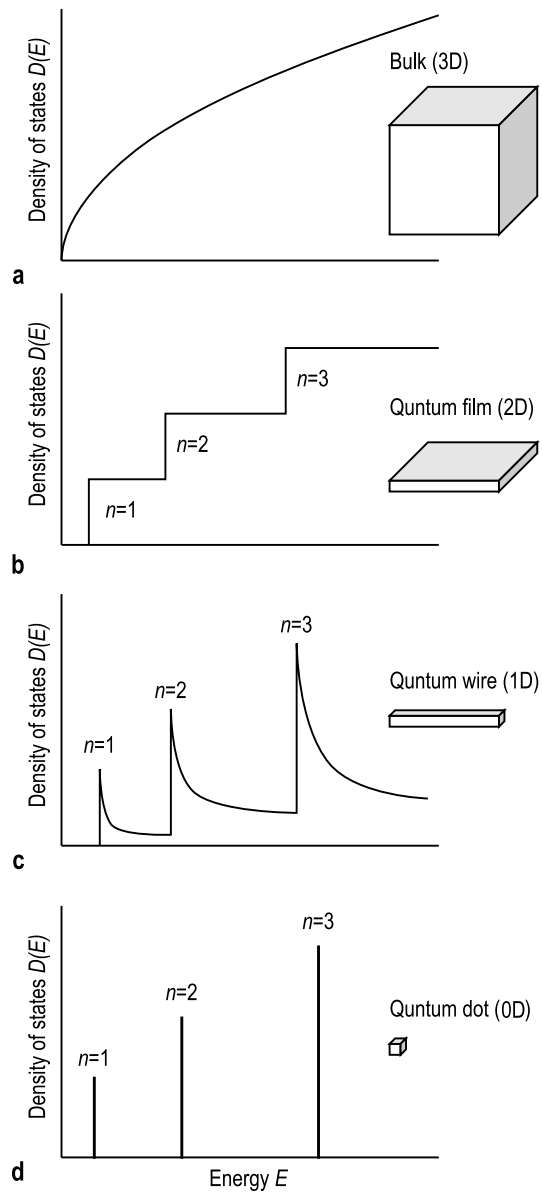 Density of states D(E)
Bulk (3D)
a
Density of states D(E)
n=3
Quntum film (2D)
n=2
n=1
b
Density of states D(E)
n=3
Quntum wire (1D)
n=2
n=1
c
Density of states D(E)
n=3
n=2
Quntum dot (0D)
n=1
d
Energy E